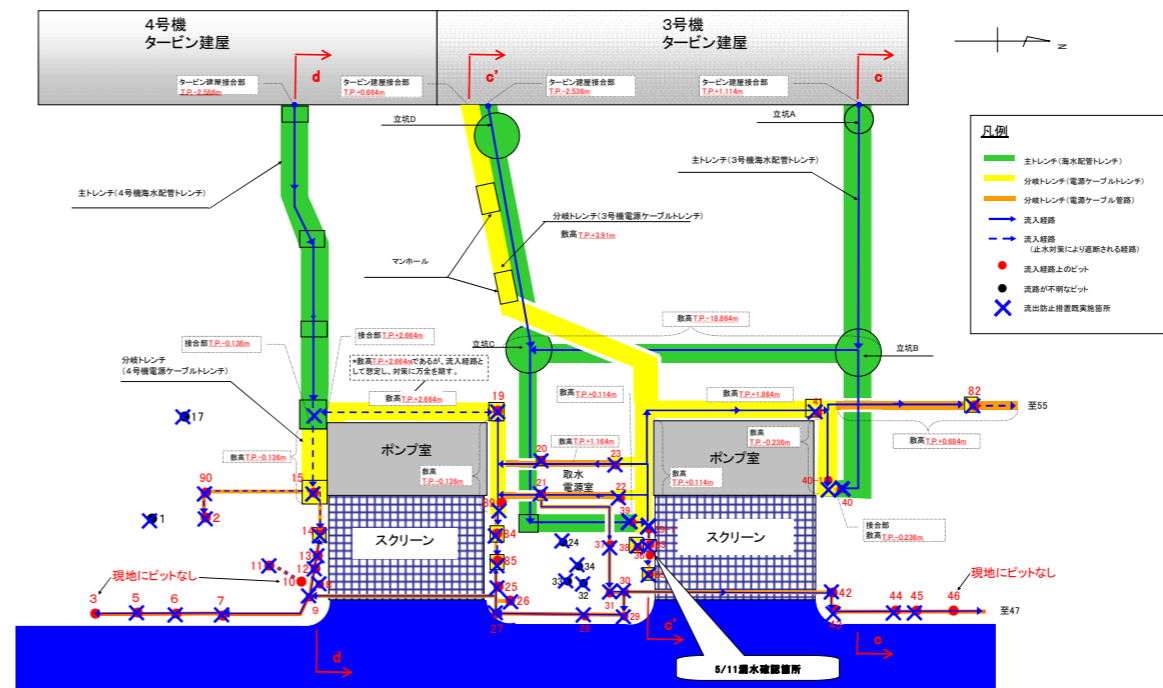 4号機
タービン建屋
3号機
タービン建屋
N
d
c'
c
タービン建屋接合部
T.P.-2.586m
タービン建屋接合部
T.P.+0.664m
タービン建屋接合部
T.P.-2.536m
タービン建屋接合部
T.P.+1.114m
立坑D
立坑A
凡例
主トレンチ(海水配管トレンチ)
分岐トレンチ(電源ケーブルトレンチ)
分岐トレンチ(電源ケーブル管路)
流入経路
流入経路
(止水対策により遮断される経路)
流入経路上のピット
流路が不明なピット
流出防止措置既実施箇所
主トレンチ(4号機海水配管トレンチ)
主トレンチ(3号機海水配管トレンチ)
分岐トレンチ(3号機電源ケーブルトレンチ)
敷高T.P.+3.91m
マンホール
敷高T.P.-18.864m
接合部T.P.-0.136m
接合部T.P.+2.664m
立坑C
立坑B
分岐トレンチ
(4号機電源ケーブルトレンチ)
*敷高T.P.+2.664mであるが、流入経路と
して想定し、対策に万全を期す。
敷高T.P.+2.664m
敷高T.P.+0.114m
敷高T.P.+1.864m
17
19
41
82
至55
敷高T.P.+1.164m
敷高
T.P.-0.236m
敷高T.P.+0.684m
敷高T.P.-0.136m
ポンプ室
敷高
T.P.-0.136m
20
取水
電源室
23
ポンプ室
敷高
T.P.+0.114m
15
90
2
1
21
22
89
39
40
接合部
敷高T.P.-0.236m
14
スクリーン
84
24
37
38
スクリーン
13
12
11
10
85
34
33
32
現地にピットなし
現地にピットなし
3
5
6
7
9
25
26
27
28
29
30
31
42
43
44
45
46
至47
d
c'
c
5/11漏水確認箇所